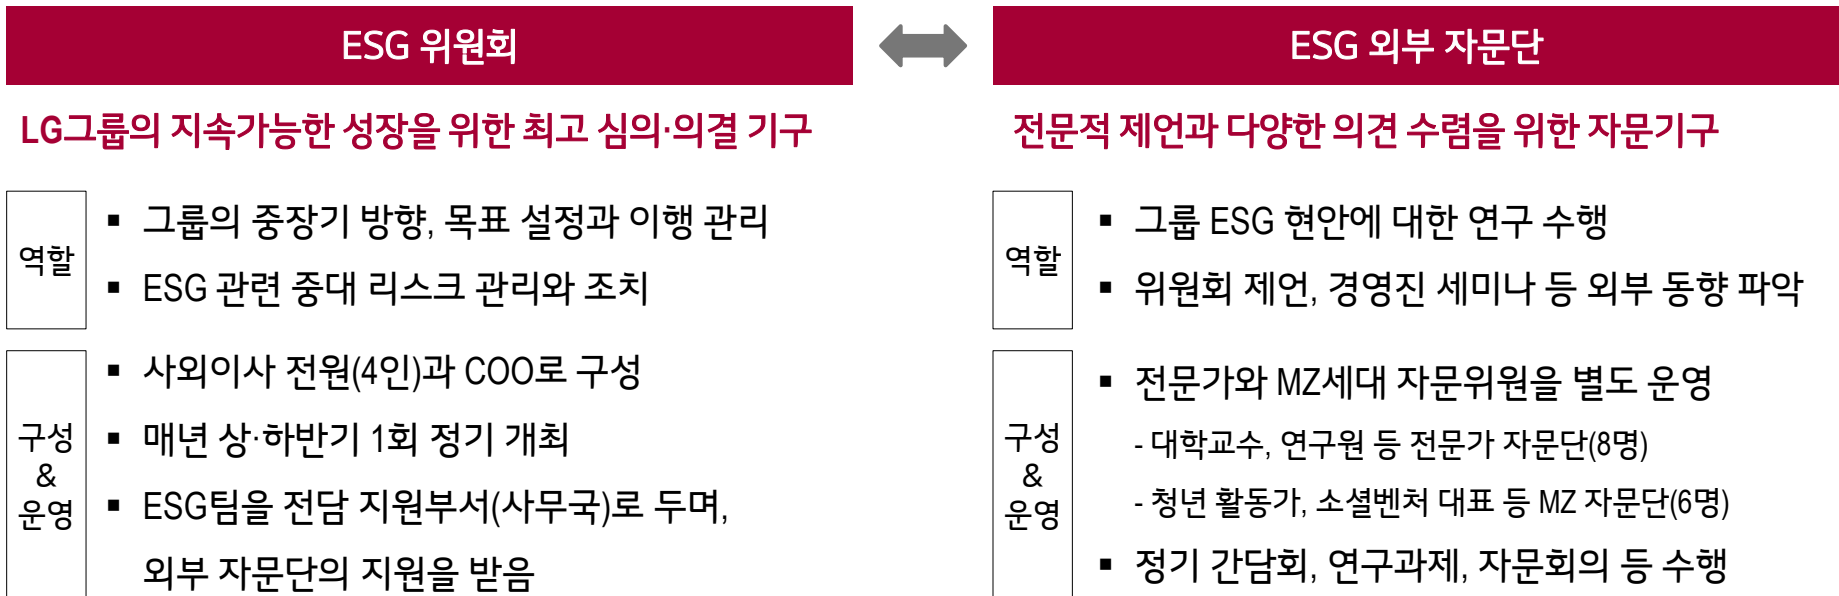 ESG 위원회
LG그룹의 지속가능한 성장을 위한 최고 심의·의결 기구
역할
▪ 그룹의 중장기 방향, 목표 설정과 이행 관리
▪ ESG 관련 중대 리스크 관리와 조치
구성
&
운영
▪ 사외이사 전원(4인)과 COO로 구성
▪ 매년 상·하반기 1회 정기 개최
▪ ESG팀을 전담 지원부서(사무국)로 두며,
외부 자문단의 지원을 받음
ESG 외부 자문단
전문적 제언과 다양한 의견 수렴을 위한 자문기구
역할
▪ 그룹 ESG 현안에 대한 연구 수행
▪ 위원회 제언, 경영진 세미나 등 외부 동향 파악
구성
&
운영
▪ 전문가와 MZ세대 자문위원을 별도 운영
- 대학교수, 연구원 등 전문가 자문단(8명)
- 청년 활동가, 소셜벤처 대표 등 MZ 자문단(6명)
▪ 정기 간담회, 연구과제, 자문회의 등 수행